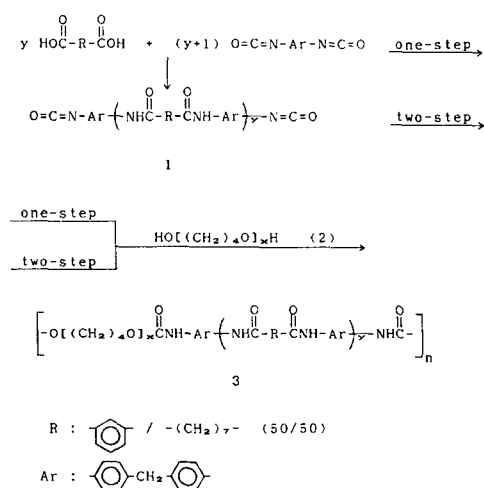 y HOC-R-COH + (y+1) O=C=N-Ar-N=C=O one-step
O=C=N-Ar-(NHC-R-CNH-Ar)y-N=C=O two-step
1
one-step
HO[(CH2)4O]xH (2)
two-step
[-O[(CH2)4O]xCNH-Ar-(NHC-R-CNH-Ar)y-NHC-]n
3
R : / -(CH2)7- (50/50)
Ar : CH2